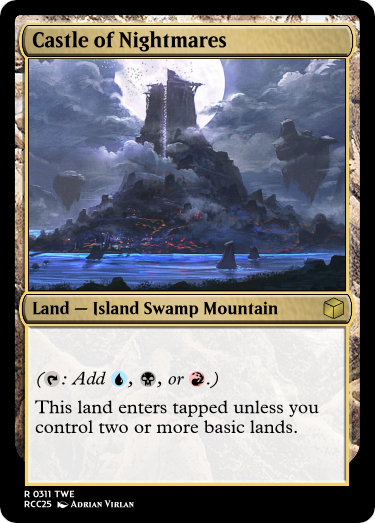 Castle of Nightmares
Land — Island Swamp Mountain
(: Add , , or .)
This land enters tapped unless you
control two or more basic lands.
R 0311 TWE
RCC25 Adrian Virlan